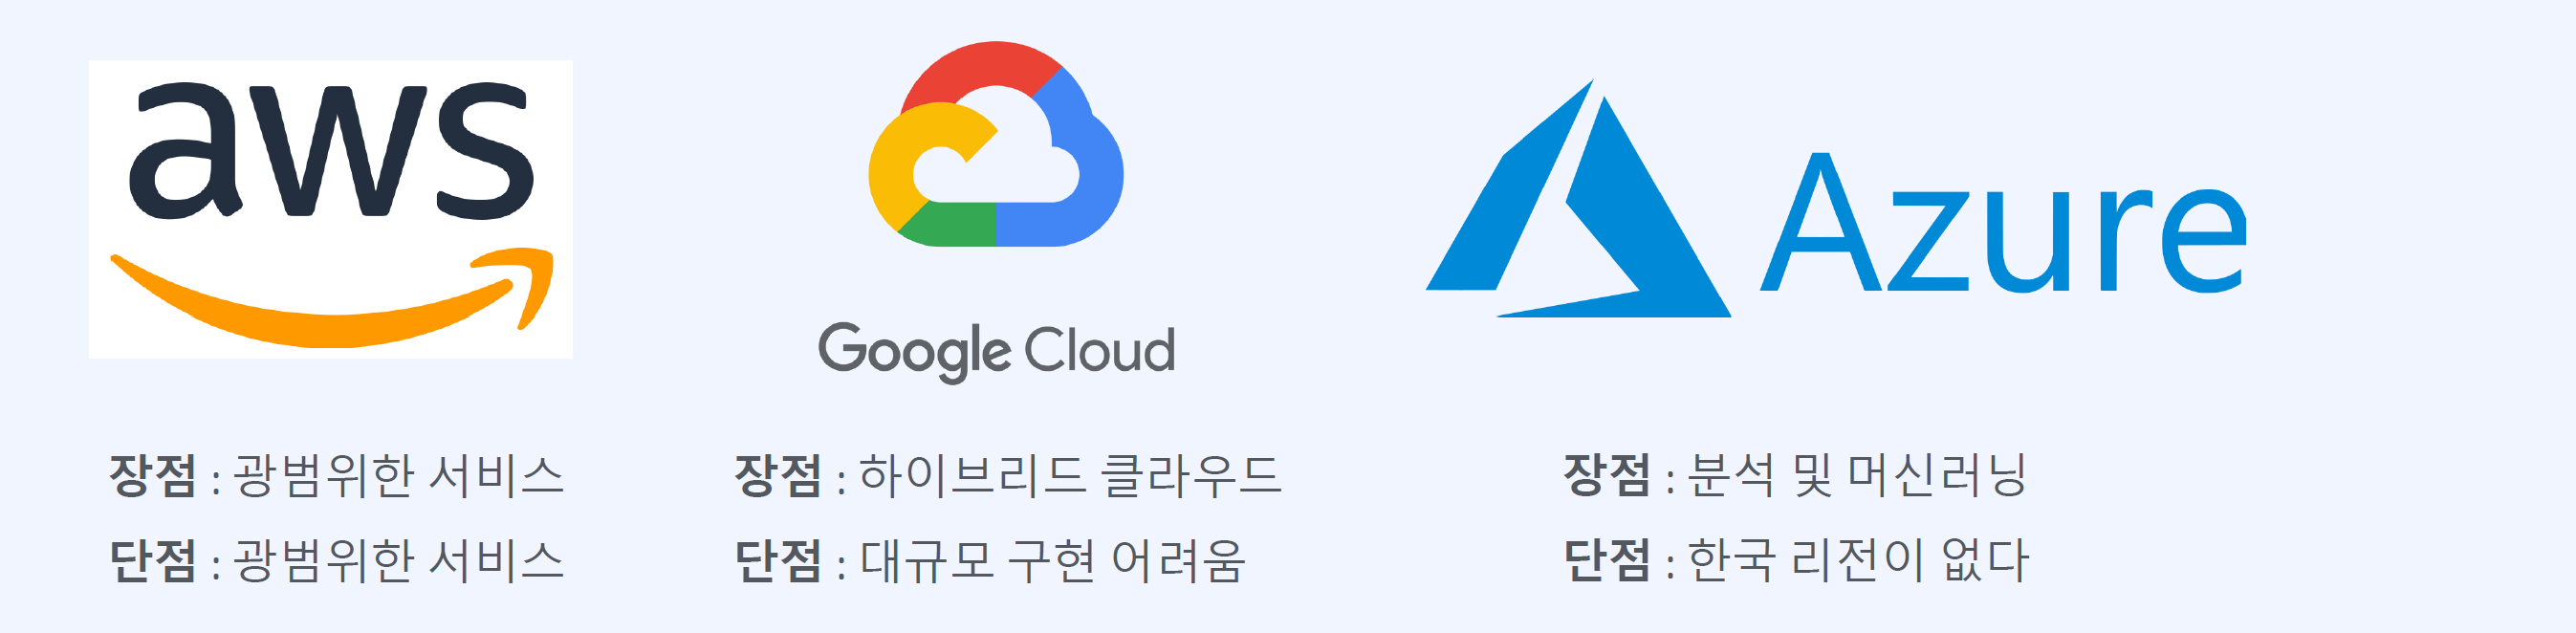 aws
장점 : 광범위한 서비스
단점 : 광범위한 서비스
Google Cloud
장점 : 하이브리드 클라우드
단점 : 대규모 구현 어려움
Azure
장점 : 분석 및 머신러닝
단점 : 한국 리전이 없다